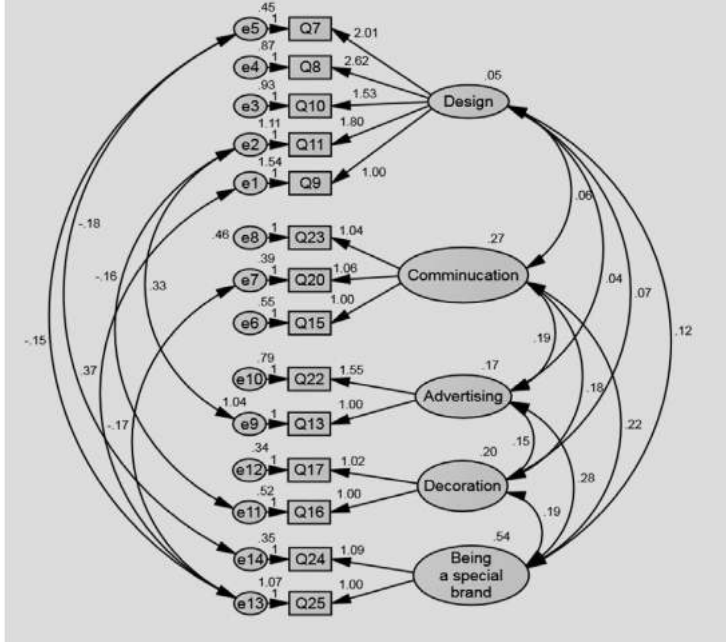 .45
e5 1 Q7 2.01
.87
e4 1 Q8 2.62
.05
.93
e3 1 Q10 1.53
Design
1.11
e2 1 Q11 1.80
1.54
e1 1 Q9 1.00
-.18
.06
.46 e8 1 Q23 1.04
.27
.39
e7 1 Q20 1.06
Comminucation
-.16
.33
.04
.07
.55
e6 1 Q15 1.00
.12
-.15
.19
.79
e10 1 Q22 1.55
.17
.37
.18
Advertising
1.04
e9 1 Q13 1.00
-.17
.22
.15
.34
e12 1 Q17 1.02
.20
.28
Decoration
.52
e11 1 Q16 1.00
.19
.35
e14 1 Q24 1.09
.54
Being
a special
brand
1.07
e13 1 Q25 1.00